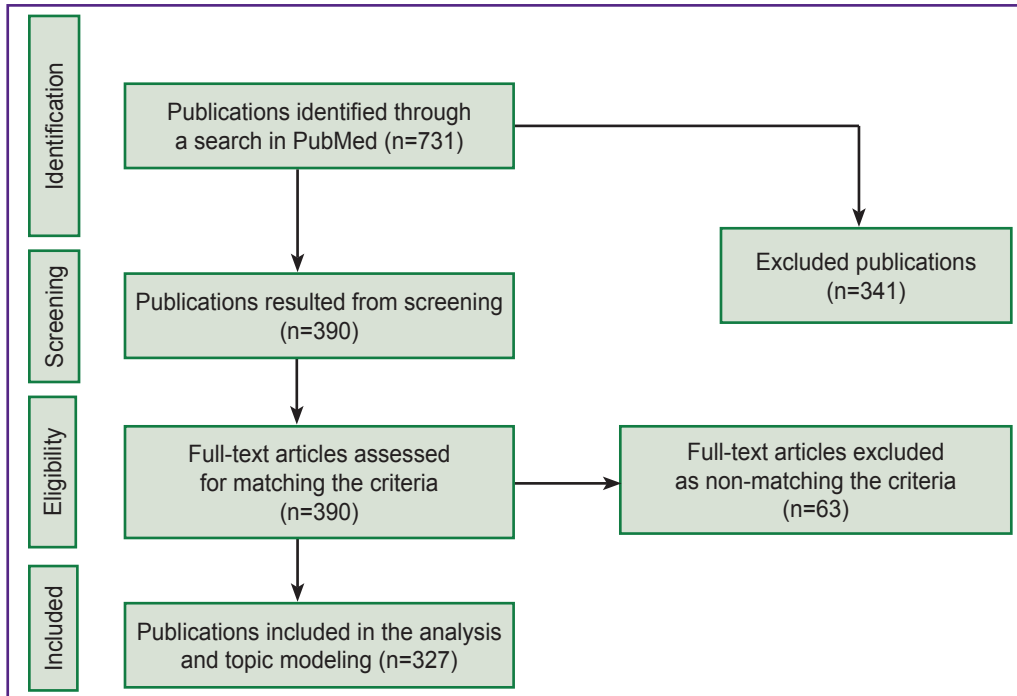 Identification
Publications identified through
a search in PubMed (n=731)
Excluded publications
(n=341)
Screening
Publications resulted from screening
(n=390)
Eligibility
Full-text articles assessed
for matching the criteria
(n=390)
Full-text articles excluded
as non-matching the criteria
(n=63)
Included
Publications included in the analysis
and topic modeling (n=327)